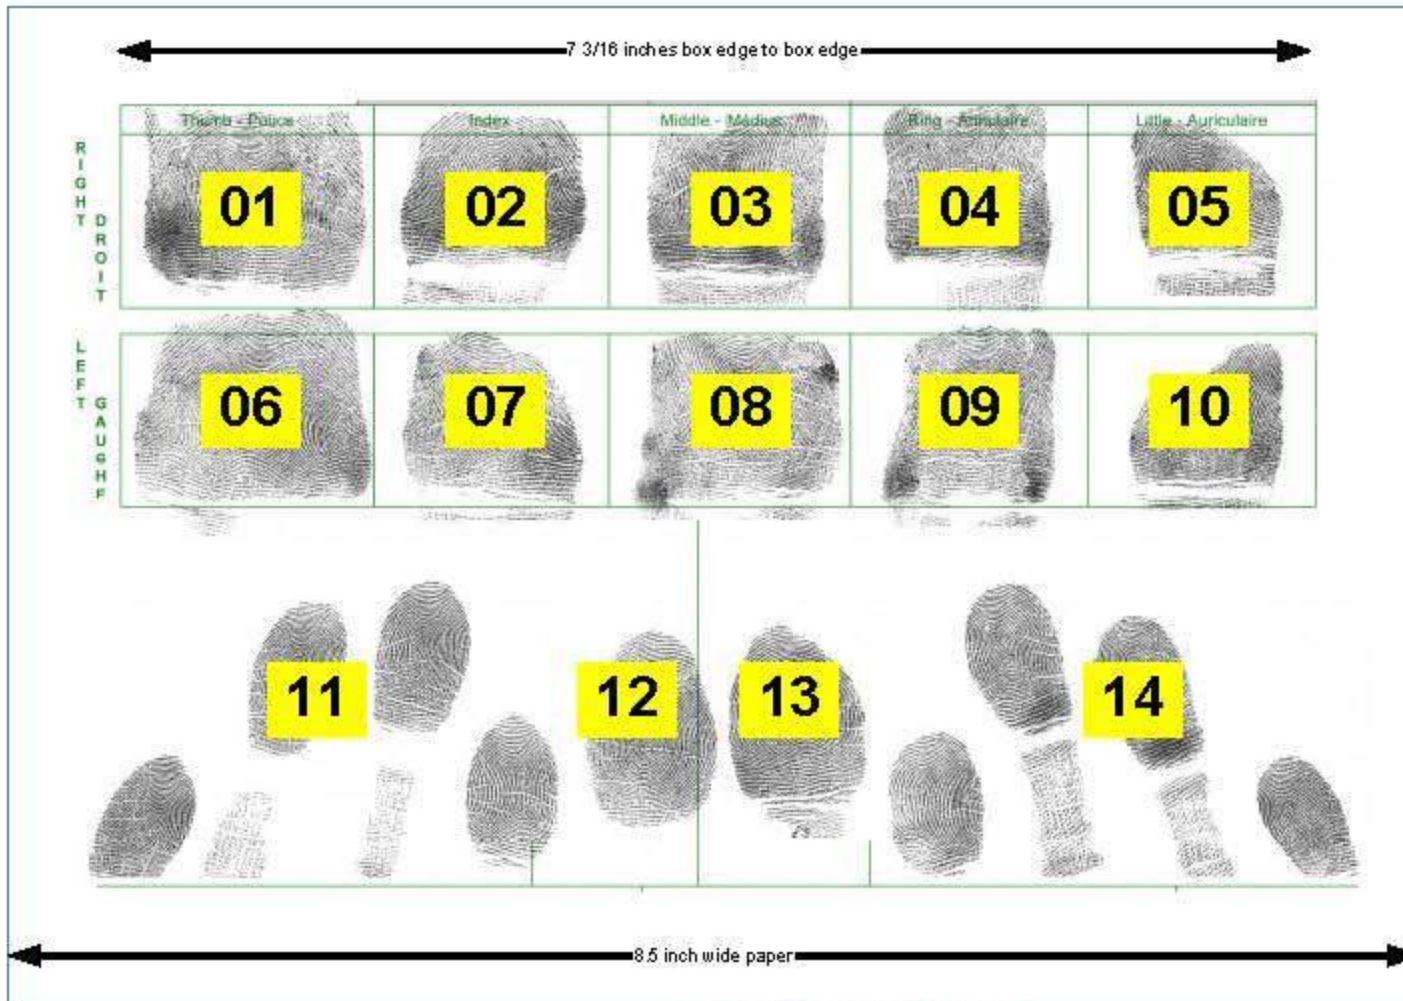 7 3/16 inches box edge to box edge
Thumb - Pouce Index Middle - Médius Ring - Annulaire Little - Auriculaire
RIGHT
DROIT
01 02 03 04 05
LEFT
GAUGHF
06 07 08 09 10
11 12 13 14
8.5 inch wide paper